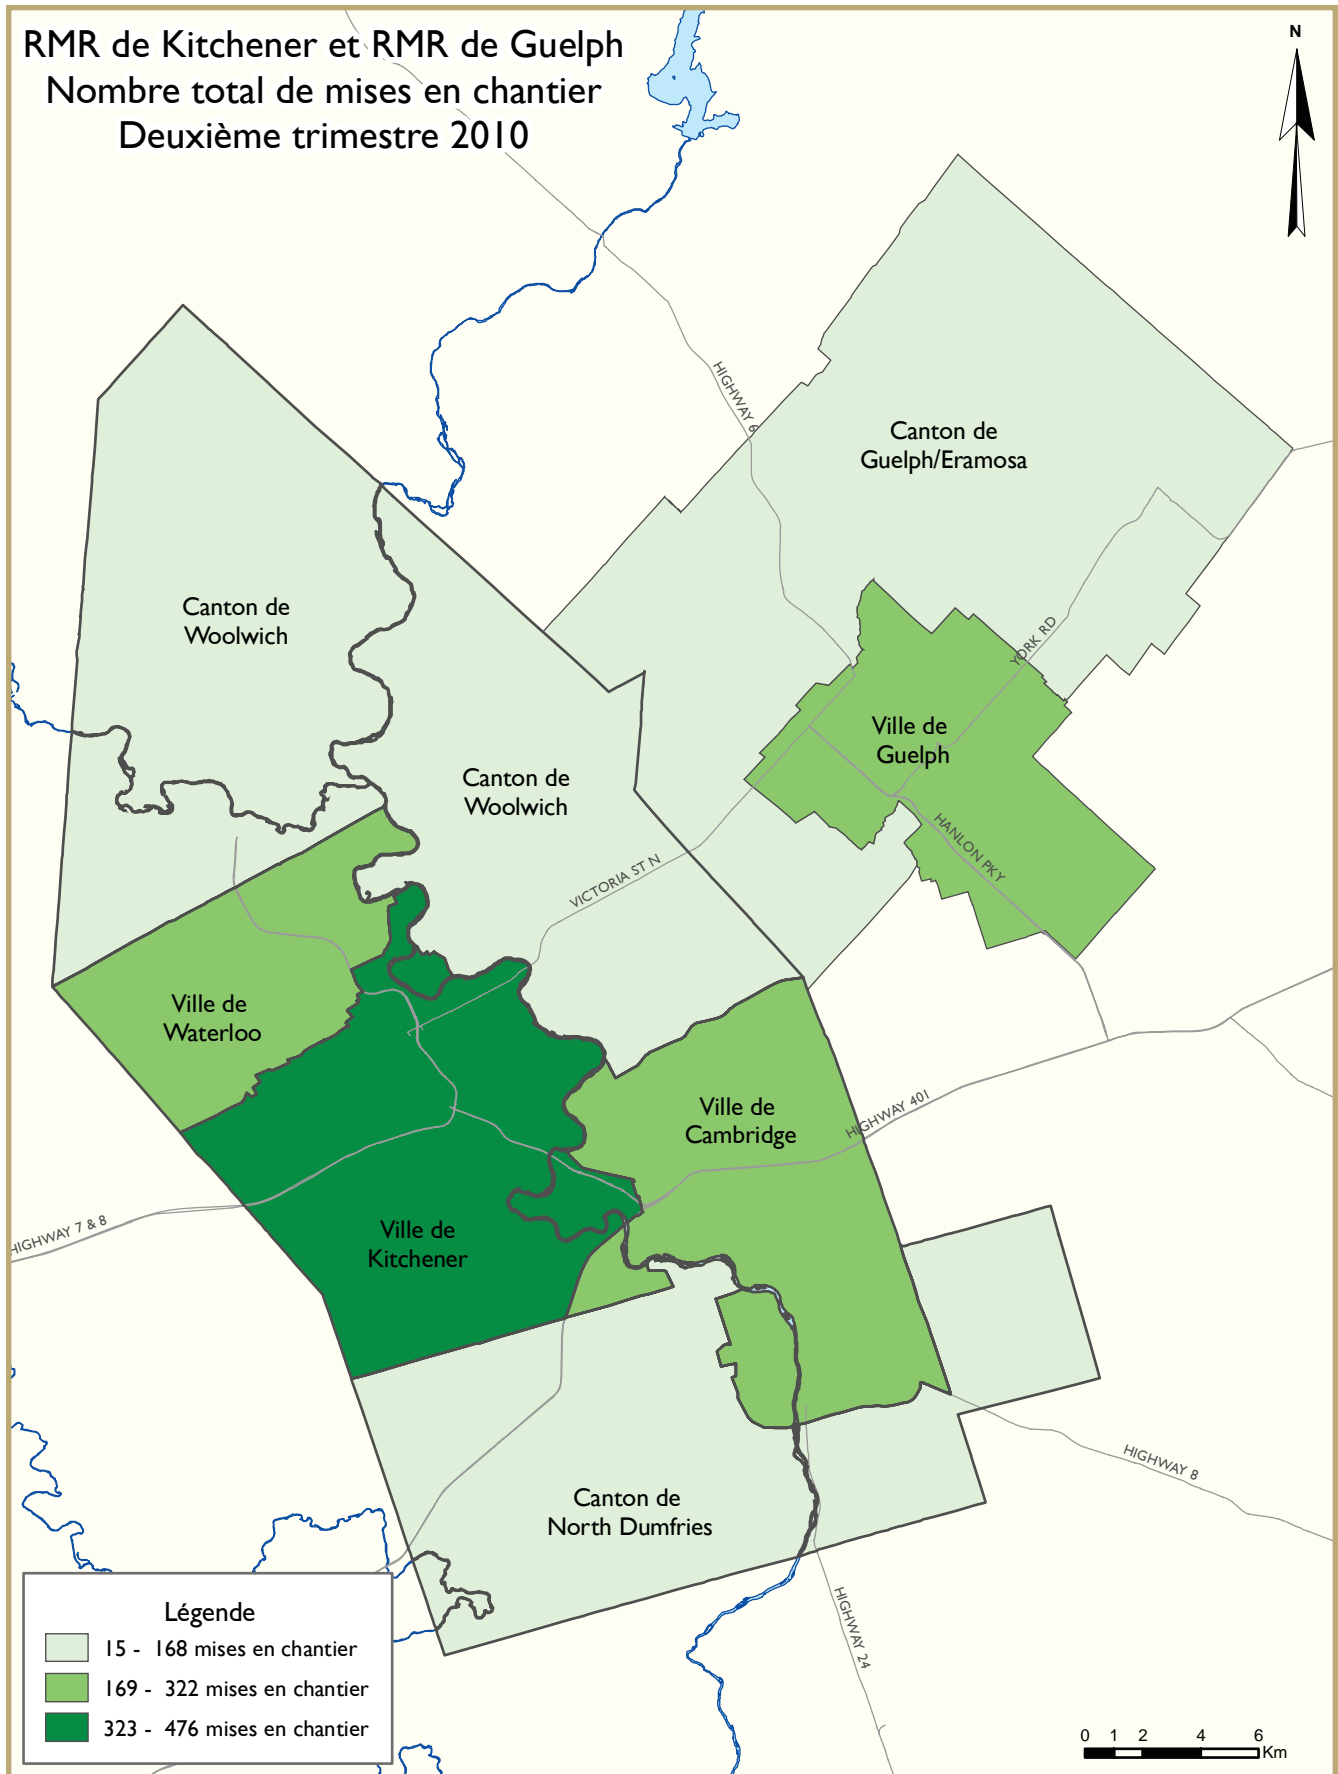 RMR de Kitchener et RMR de Guelph
Nombre total de mises en chantier
Deuxième trimestre 2010
N
HIGHWAY 6
Canton de
Guelph/Eramosa
Canton de
Woolwich
YORK RD
Ville de
Guelph
Canton de
Woolwich
HANLON PKY
VICTORIA ST N
Ville de
Waterloo
Ville de
Cambridge
HIGHWAY 401
HIGHWAY 7 & 8
Ville de
Kitchener
HIGHWAY 8
Canton de
North Dumfries
HIGHWAY 24
Légende
15 - 168 mises en chantier
169 - 322 mises en chantier
323 - 476 mises en chantier
0 1 2 4 6
Km